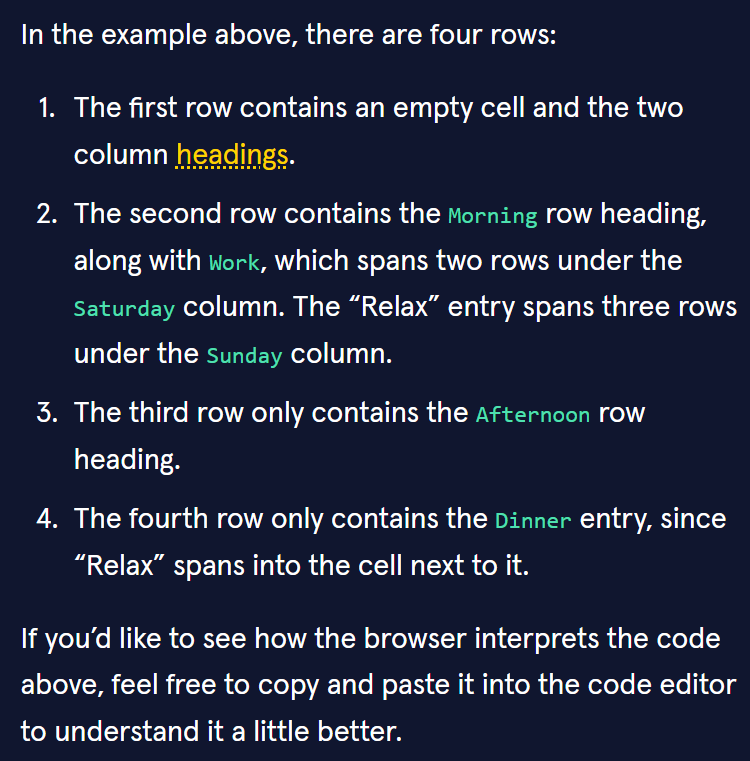 In the example above, there are four rows:
1. The first row contains an empty cell and the two
column headings.
2. The second row contains the Morning row heading,
along with Work, which spans two rows under the
Saturday column. The “Relax” entry spans three rows
under the Sunday column.
3. The third row only contains the Afternoon row
heading.
4. The fourth row only contains the Dinner entry, since
“Relax” spans into the cell next to it.
If you’d like to see how the browser interprets the code
above, feel free to copy and paste it into the code editor
to understand it a little better.